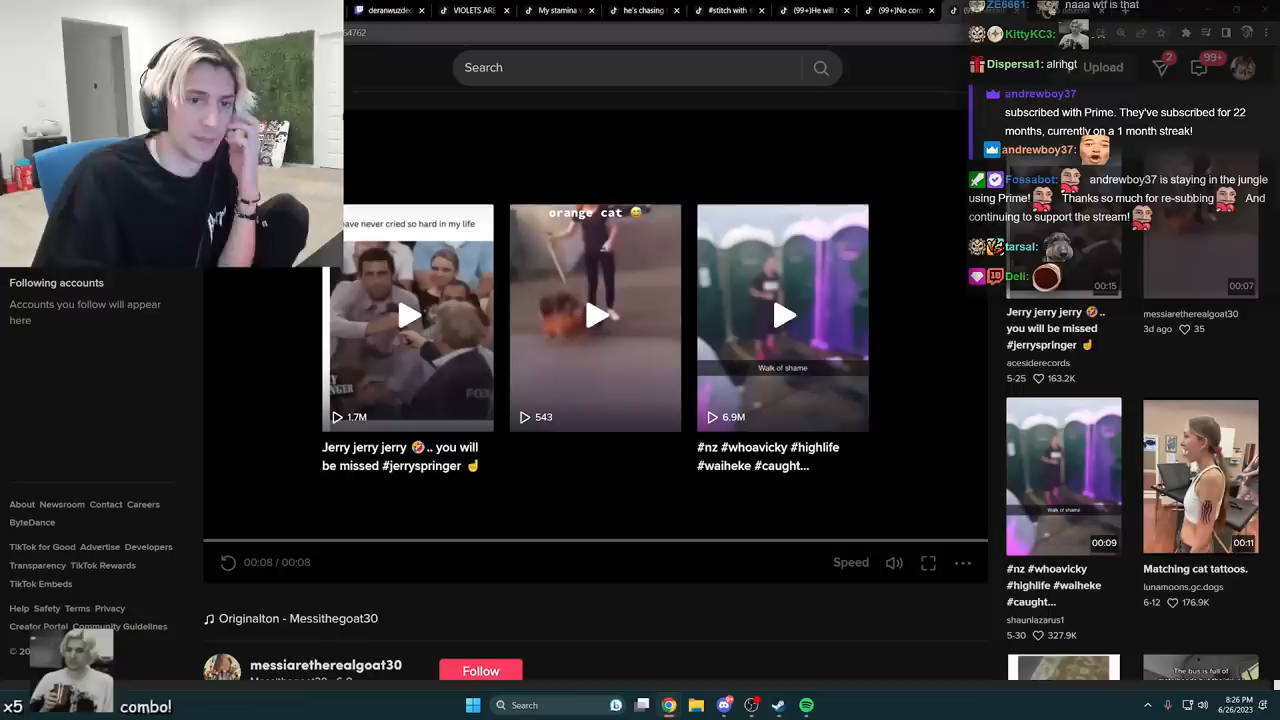 deranwuzdec
VIOLETS ARE
My stamina
he's chasing
#stitch with
(99+)He will
(99+)No com
54762
Search
Upload
2
99+
ZE6661: naaa wtf is that
KittyKC3:
Dispersa1: alrihgt
andrewboy37
subscribed with Prime. They've subscribed for 22
months, currently on a 1 month streak!
andrewboy37:
Fossabot: andrewboy37 is staying in the jungle
using Prime! Thanks so much for re-subbing And
continuing to support the stream!
tarsal:
Deli:
Following accounts
Accounts you follow will appear
here
About Newsroom Contact Careers
ByteDance
TikTok for Good Advertise Developers
Transparency TikTok Rewards
TikTok Embeds
Help Safety Terms Privacy
Creator Portal Community Guidelines
© 20
ave never cried so hard in my life
FOX
1.7M
Jerry jerry jerry 🤣.. you will
be missed #jerryspringer ☝️
orange cat 😄
543
Walk of shame
6.9M
#nz #whoavicky #highlife
#waiheke #caught...
00:08 / 00:08
Speed
Originalton - Messithegoat30
messiaretherealgoat30
Follow
00:15
Jerry jerry jerry 🤣..
you will be missed
#jerryspringer ☝️
acesiderecords
5-25 163.2K
00:07
messiaretherealgoat30
3d ago 35
Walk of shame
00:09
#nz #whoavicky
#highlife #waiheke
#caught...
shaunlazarus1
5-30 327.9K
00:11
Matching cat tattoos.
lunamoons.gc.dogs
6-12 176.9K
The bus is full of
x5 combo!
Search
8:26 PM
6/26/2023